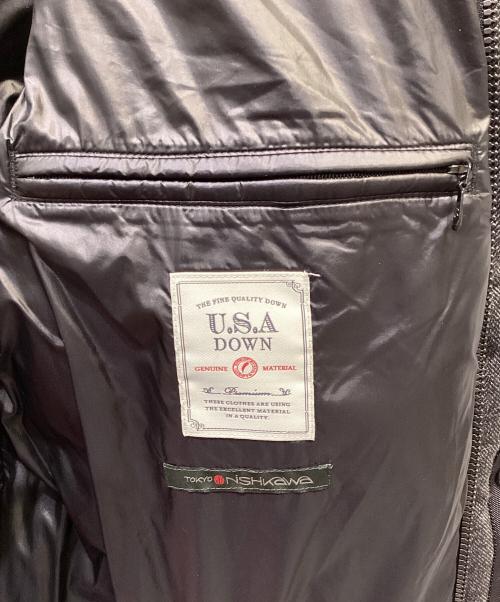 THE FINE QUALITY DOWN
U.S.A
DOWN
GENUINE MATERIAL
Premium
THESE CLOTHES ARE USING
THE EXCELLENT MATERIAL
IN A QUALITY.
TOKYO NISHIKAWA